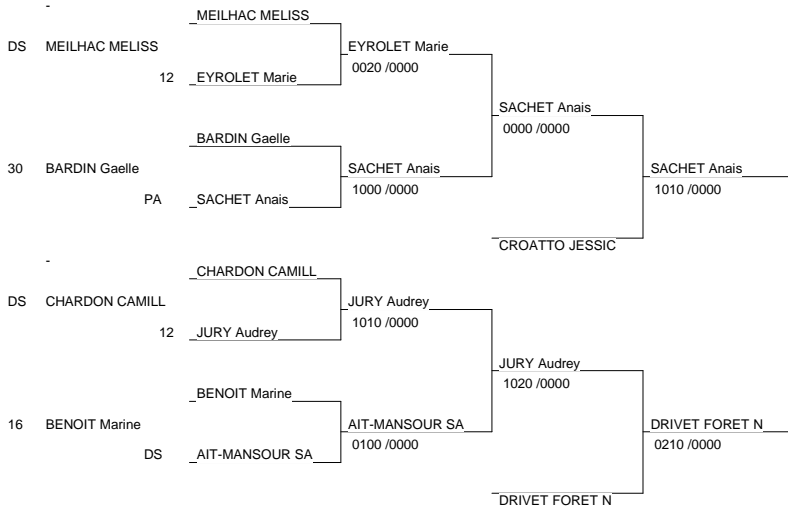 -
MEILHAC MELISS
DS MEILHAC MELISS EYROLET Marie
0020 /0000
12 EYROLET Marie
SACHET Anais
0000 /0000
BARDIN Gaelle
30 BARDIN Gaelle SACHET Anais SACHET Anais
1000 /0000 1010 /0000
PA SACHET Anais
CROATTO JESSIC
-
CHARDON CAMILL
DS CHARDON CAMILL JURY Audrey
1010 /0000
12 JURY Audrey
JURY Audrey
1020 /0000
BENOIT Marine
16 BENOIT Marine AIT-MANSOUR SA DRIVET FORET N
0100 /0000 0210 /0000
DS AIT-MANSOUR SA
DRIVET FORET N